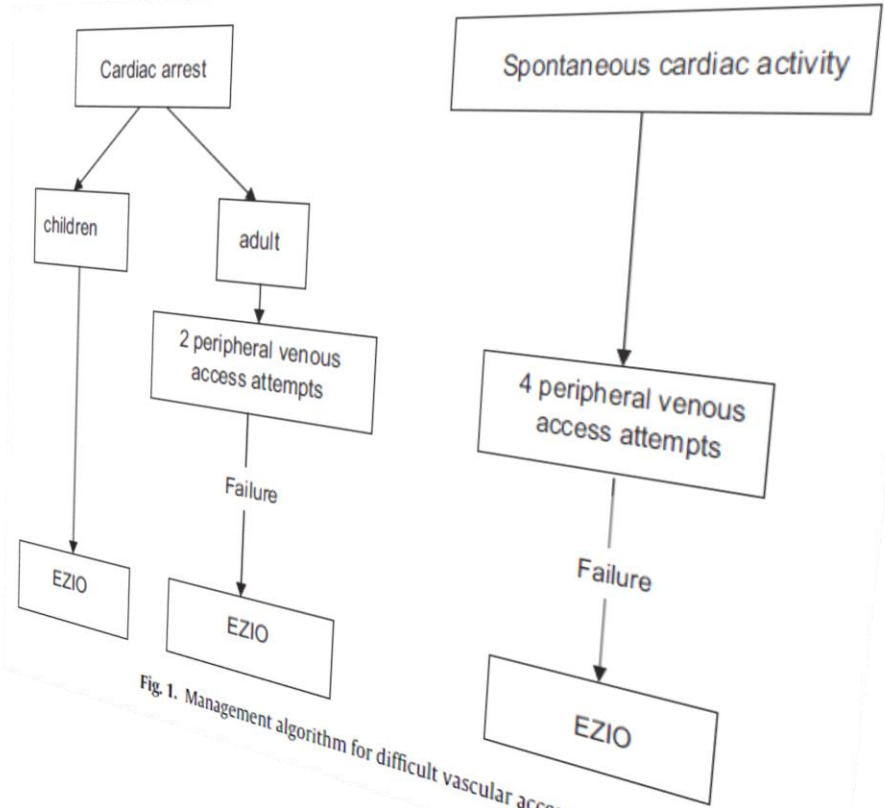 Cardiac arrest
Spontaneous cardiac activity
children
adult
2 peripheral venous
access attempts
4 peripheral venous
access attempts
Failure
Failure
EZIO
EZIO
EZIO
Fig. 1. Management algorithm for difficult vascular